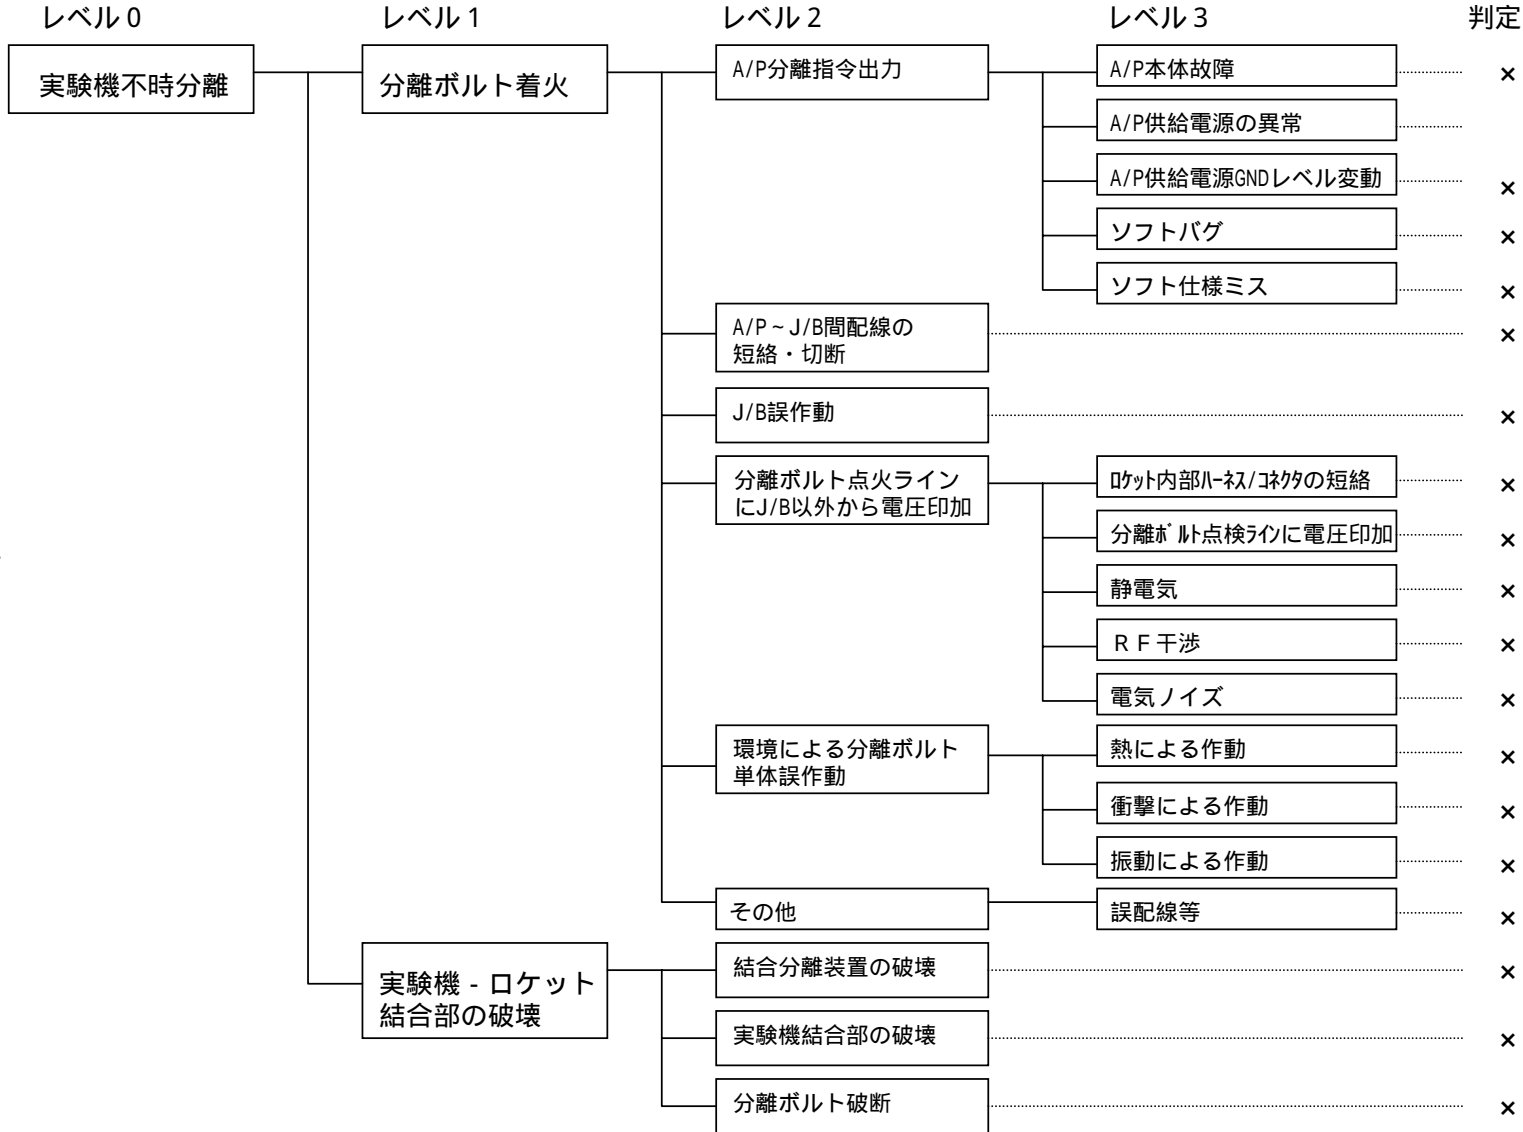 レベル0 レベル1 レベル2 レベル3 判定
実験機不時分離
分離ボルト着火
A/P分離指令出力
A/P本体故障 ×
A/P供給電源の異常
A/P供給電源GNDレベル変動 ×
ソフトバグ ×
ソフト仕様ミス ×
A/P~J/B間配線の
短絡・切断 ×
J/B誤作動 ×
分離ボルト点火ライン
にJ/B以外から電圧印加
ロケット内部ハーネス/コネクタの短絡 ×
分離ボルト点検ラインに電圧印加 ×
静電気 ×
RF干渉 ×
電気ノイズ ×
環境による分離ボルト
単体誤作動
熱による作動 ×
衝撃による作動 ×
振動による作動 ×
その他
誤配線等 ×
実験機-ロケット
結合部の破壊
結合分離装置の破壊 ×
実験機結合部の破壊 ×
分離ボルト破断 ×